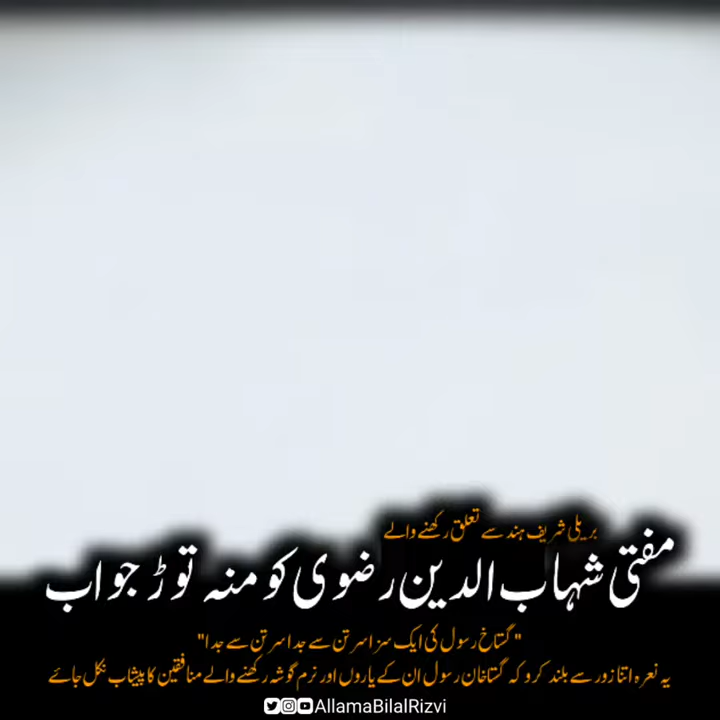 بریلی شریف ہند سے تعلق رکھنے والے
مفتی شہاب الدین رضوی کو منہ توڑ جواب
"گستاخ رسول کی ایک سزا سر تن سے جدا سر تن سے جدا"
یہ نعرہ اتنا زور سے بلند کرو کہ گستاخان رسول ان کے یاروں اور نرم گوشہ رکھنے والے منافقین کا پیشاب نکل جائے
AllamaBilalRizvi